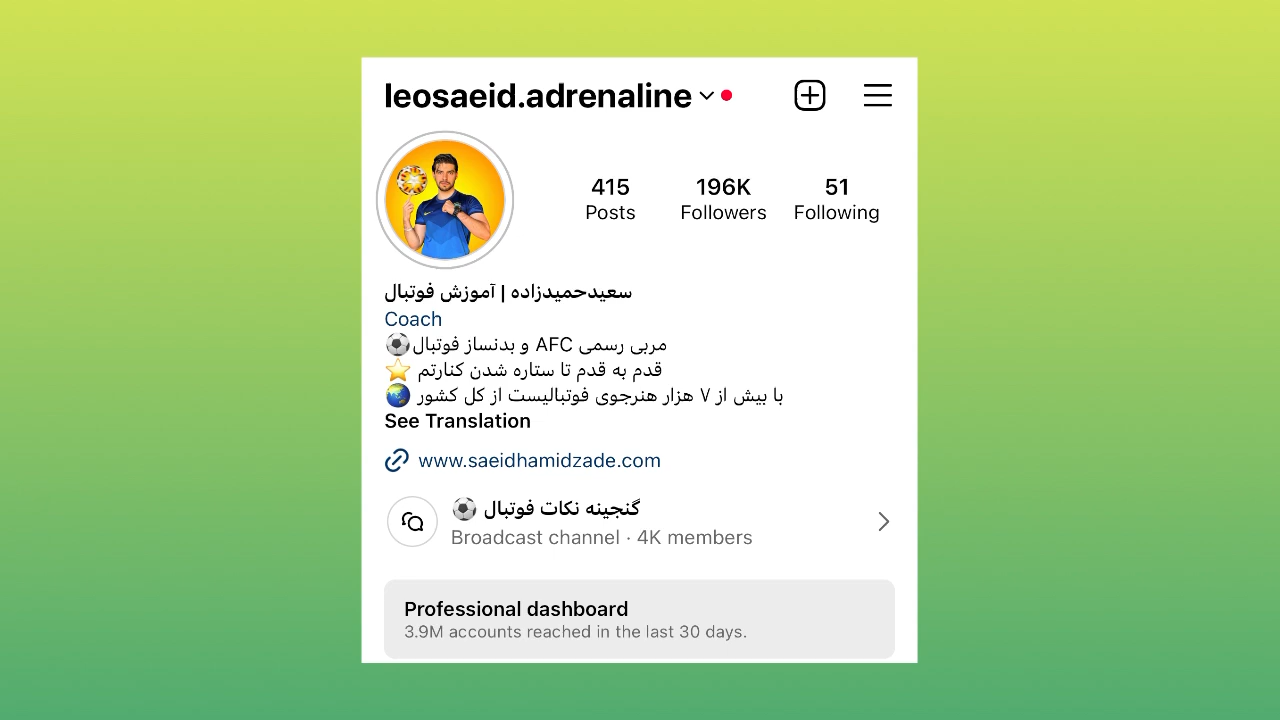 leosaeid.adrenaline
415 196K 51
Posts Followers Following
سعیدحمیدزاده | آموزش فوتبال
Coach
مربی رسمی AFC و بدنساز فوتبال⚽
قدم به قدم تا ستاره شدن کنارتم ⭐
با بیش از ۷ هزار هنرجوی فوتبالیست از کل کشور 🌏
See Translation
www.saeidhamidzade.com
گنجینه نکات فوتبال ⚽
Broadcast channel · 4K members
Professional dashboard
3.9M accounts reached in the last 30 days.